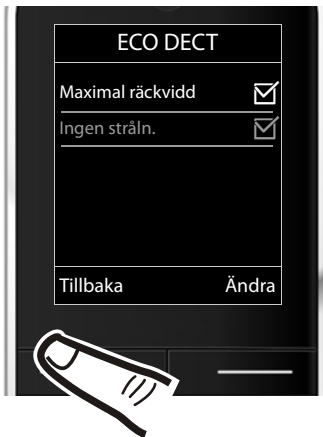 ECO DECT
Maximal räckvidd
Ingen stråln.
Tillbaka Ändra